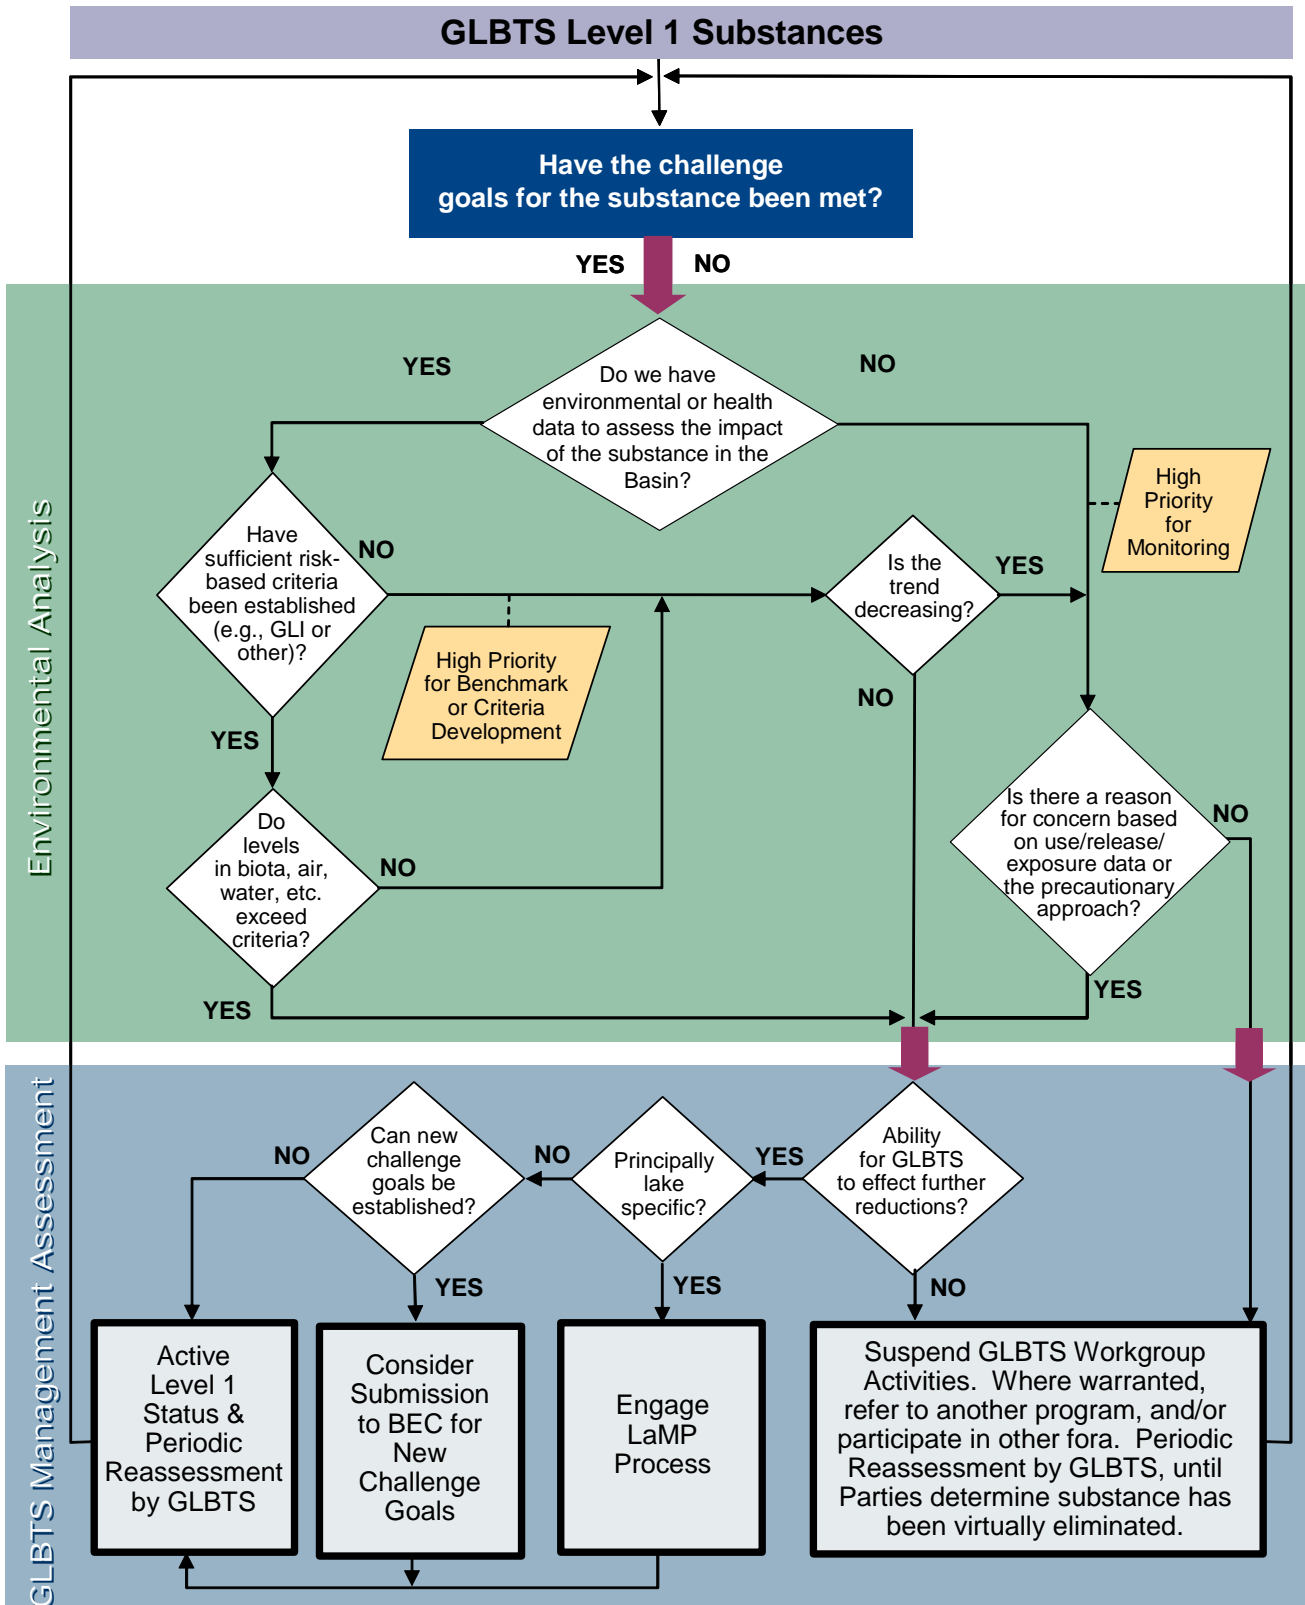 GLBTS Level 1 Substances
Have the challenge
goals for the substance been met?
YES
NO
Environmental Analysis
YES
NO
Do we have
environmental or health
data to assess the impact
of the substance in the
Basin?
High
Priority
for
Monitoring
Have
sufficient risk-
based criteria
been established
(e.g., GLI or
other)?
NO
Is the
trend
decreasing?
YES
NO
High Priority
for Benchmark
or Criteria
Development
YES
Do
levels
in biota, air,
water, etc.
exceed
criteria?
NO
YES
Is there a reason
for concern based
on use/release/
exposure data or
the precautionary
approach?
NO
YES
GLBTS Management Assessment
NO
Can new
challenge
goals be
established?
NO
Principally
lake
specific?
YES
Ability
for GLBTS
to effect further
reductions?
YES
YES
NO
Active
Level 1
Status &
Periodic
Reassessment
by GLBTS
Consider
Submission
to BEC for
New
Challenge
Goals
Engage
LaMP
Process
Suspend GLBTS Workgroup
Activities. Where warranted,
refer to another program, and/or
participate in other fora. Periodic
Reassessment by GLBTS, until
Parties determine substance has
been virtually eliminated.